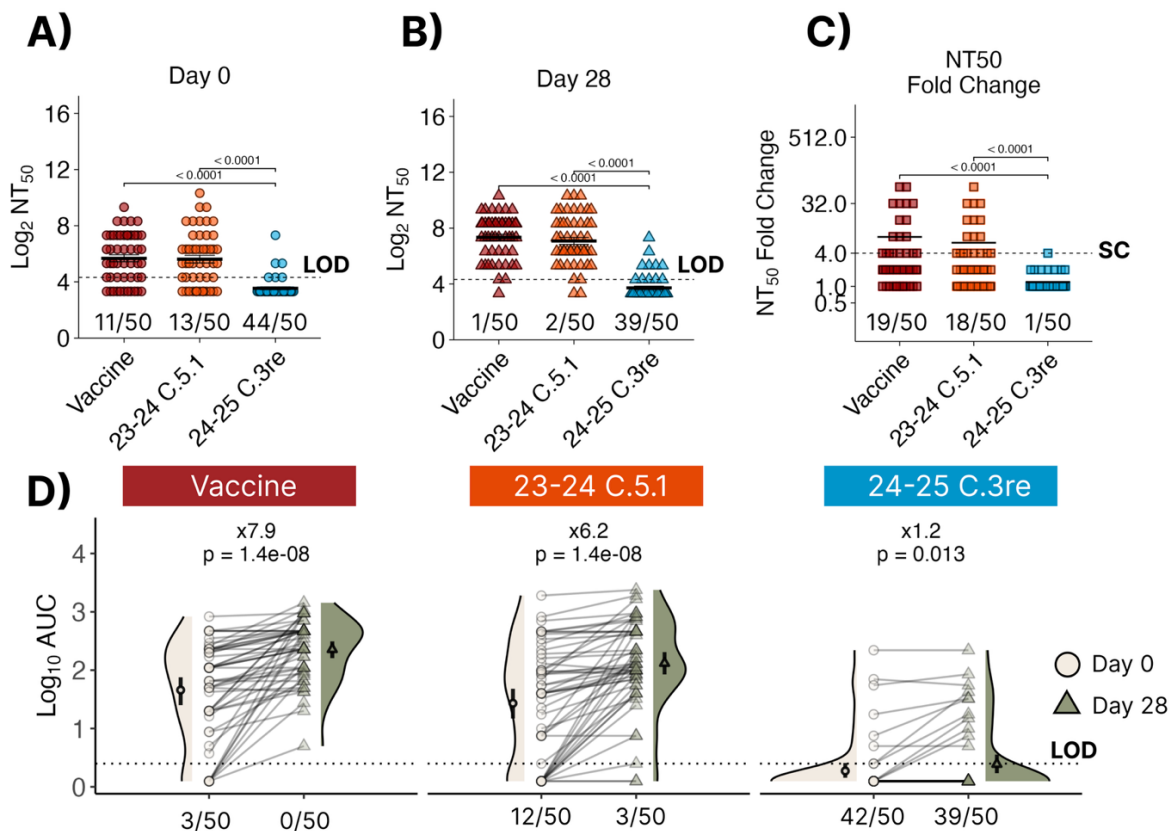 A)
Day 0
Log2 NT50
16
12
8
4
0
< 0.0001
< 0.0001
LOD
11/50
13/50
44/50
Vaccine
23-24 C.5.1
24-25 C.3re
B)
Day 28
Log2 NT50
16
12
8
4
0
< 0.0001
< 0.0001
LOD
1/50
2/50
39/50
Vaccine
23-24 C.5.1
24-25 C.3re
C)
NT50
Fold Change
NT50 Fold Change
512.0
32.0
4.0
1.0
0.5
< 0.0001
< 0.0001
SC
19/50
18/50
1/50
Vaccine
23-24 C.5.1
24-25 C.3re
D)
Vaccine
23-24 C.5.1
24-25 C.3re
Log10 AUC
4
3
2
1
0
x7.9
p = 1.4e-08
x6.2
p = 1.4e-08
x1.2
p = 0.013
Day 0
Day 28
LOD
3/50
0/50
12/50
3/50
42/50
39/50